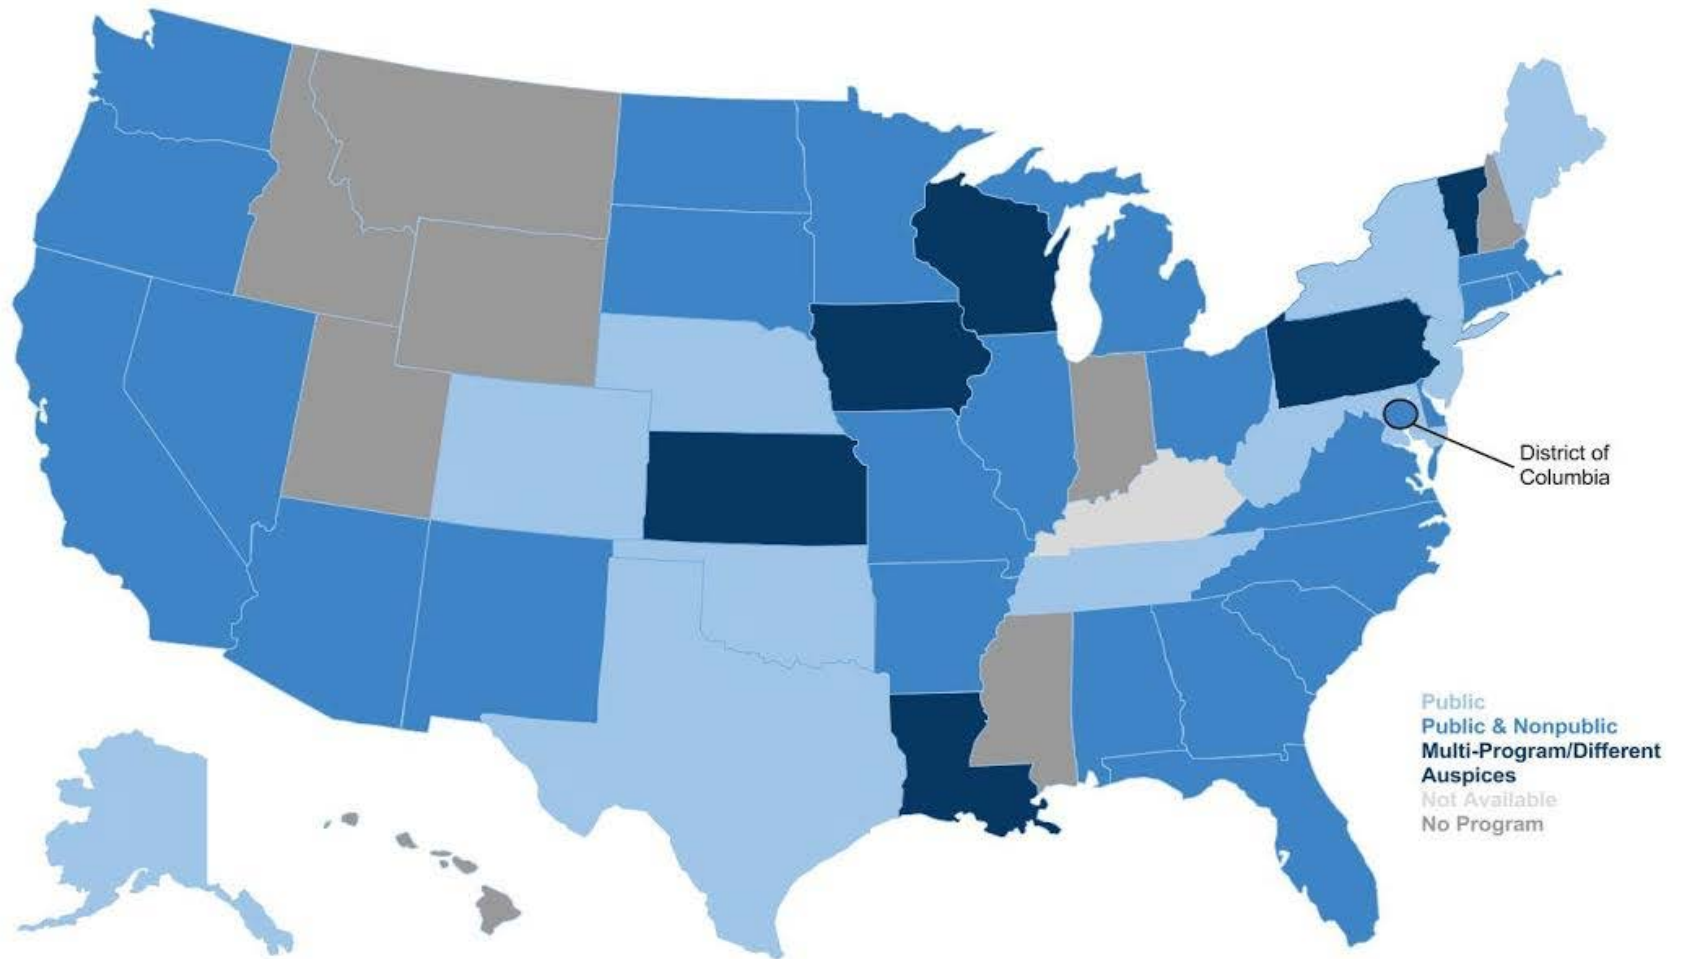 District of
Columbia
Public
Public & Nonpublic
Multi-Program/Different
Auspices
Not Available
No Program